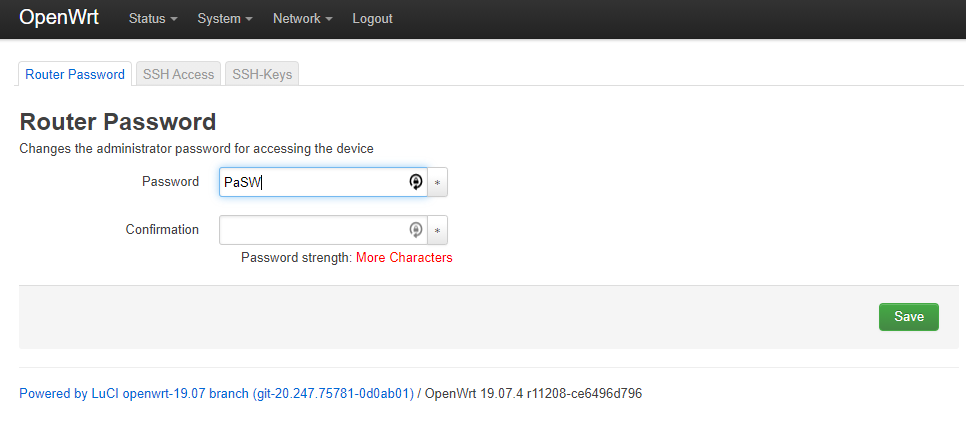 OpenWrt Status System Network Logout
Router Password SSH Access SSH-Keys
Router Password
Changes the administrator password for accessing the device
Password PaSW *
Confirmation *
Password strength: More Characters
Save
Powered by LuCI openwrt-19.07 branch (git-20.247.75781-0d0ab01) / OpenWrt 19.07.4 r11208-ce6496d796